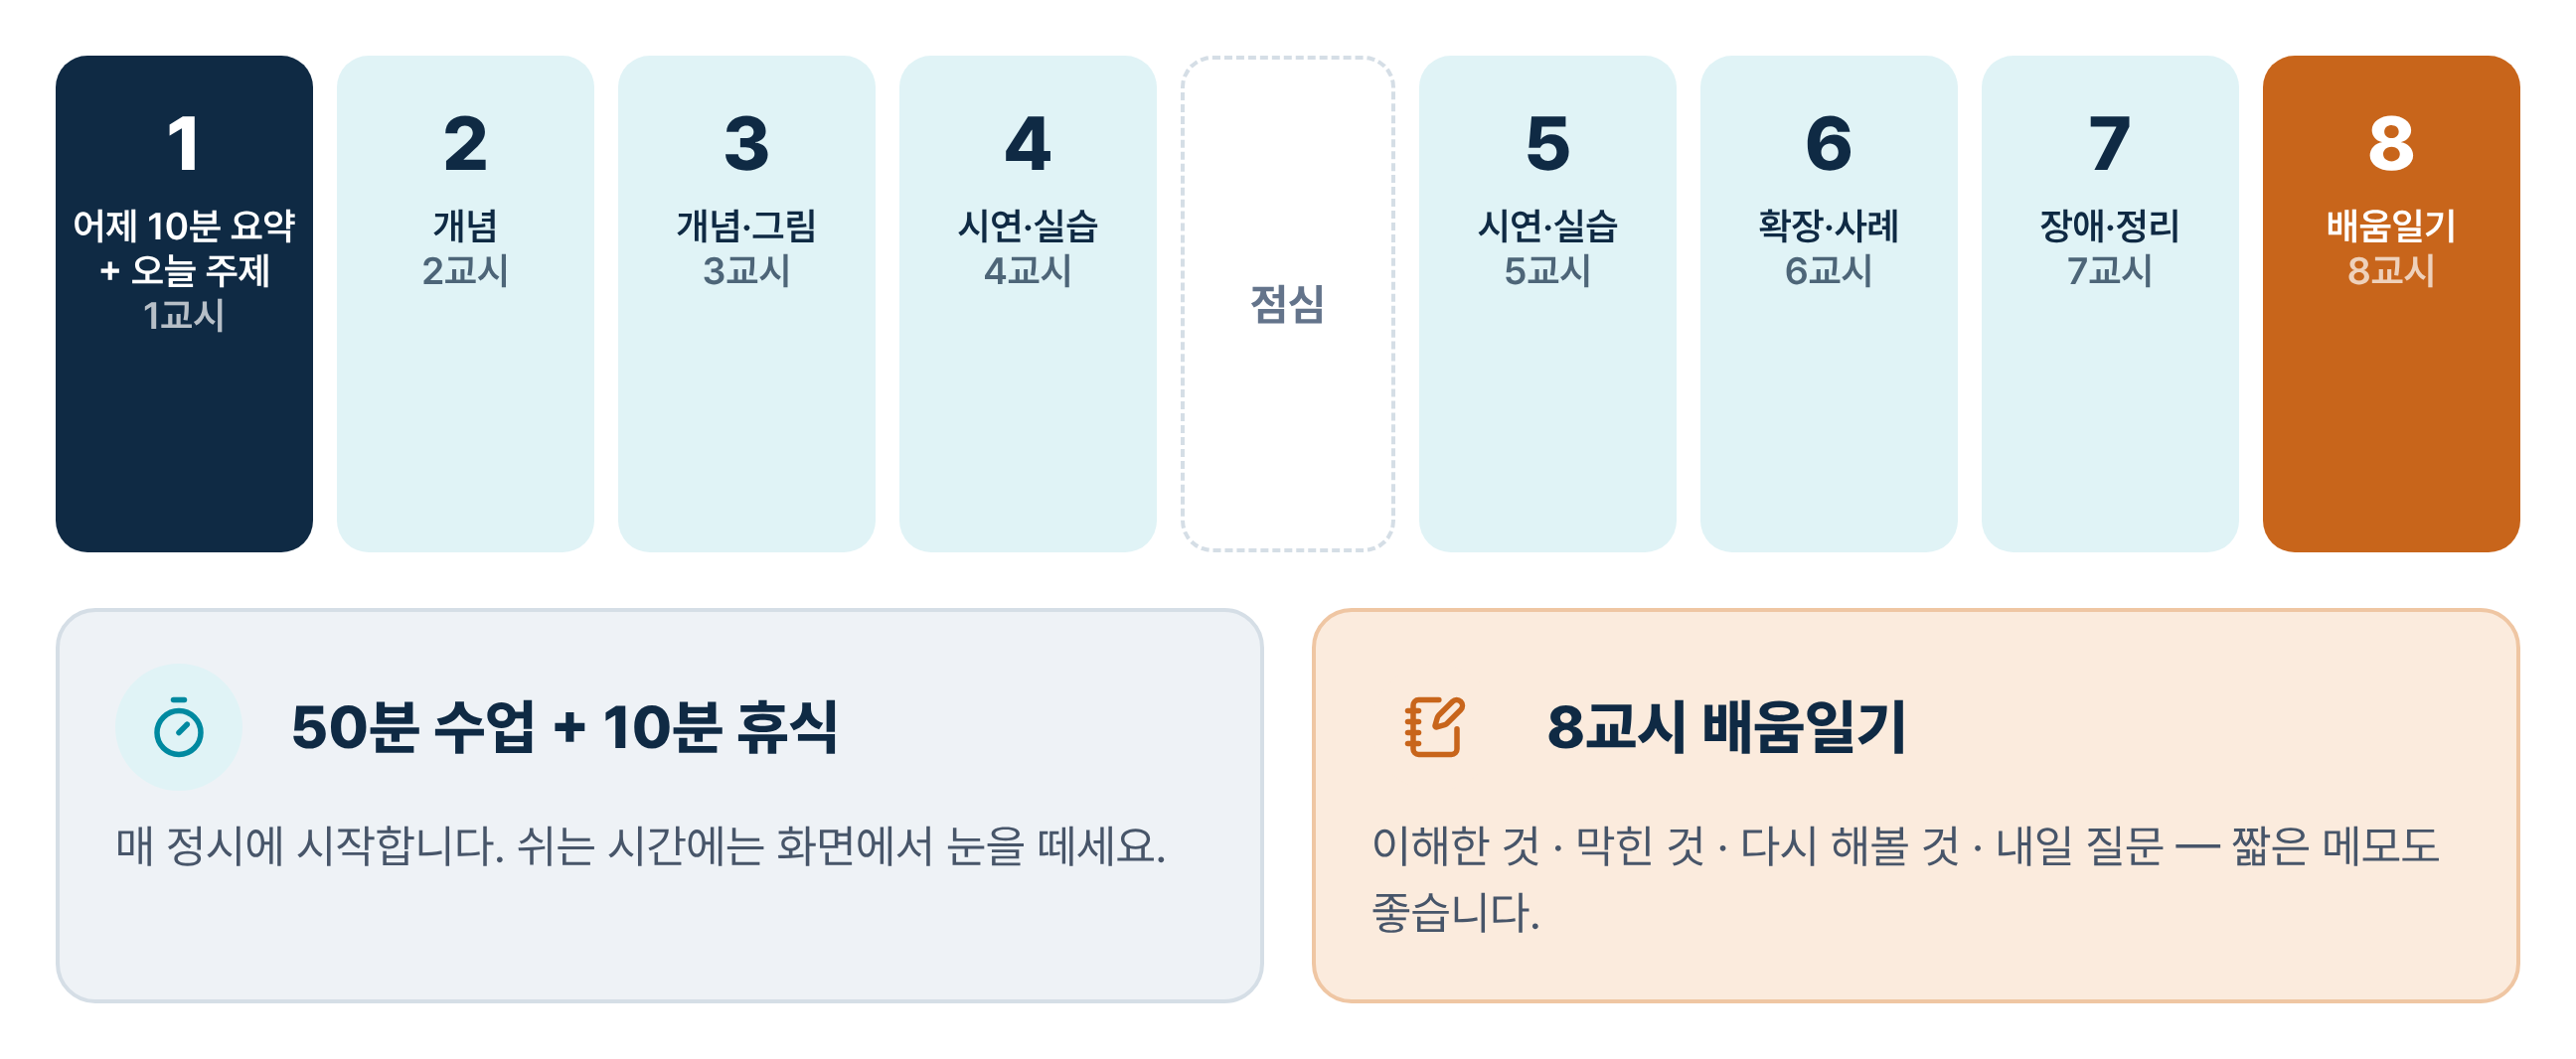 1
어제 10분 요약
+ 오늘 주제
1교시
2
개념
2교시
3
개념·그림
3교시
4
시연·실습
4교시
점심
5
시연·실습
5교시
6
확장·사례
6교시
7
장애·정리
7교시
8
배움일기
8교시
50분 수업 + 10분 휴식
매 정시에 시작합니다. 쉬는 시간에는 화면에서 눈을 떼세요.
8교시 배움일기
이해한 것 · 막힌 것 · 다시 해볼 것 · 내일 질문 — 짧은 메모도
좋습니다.